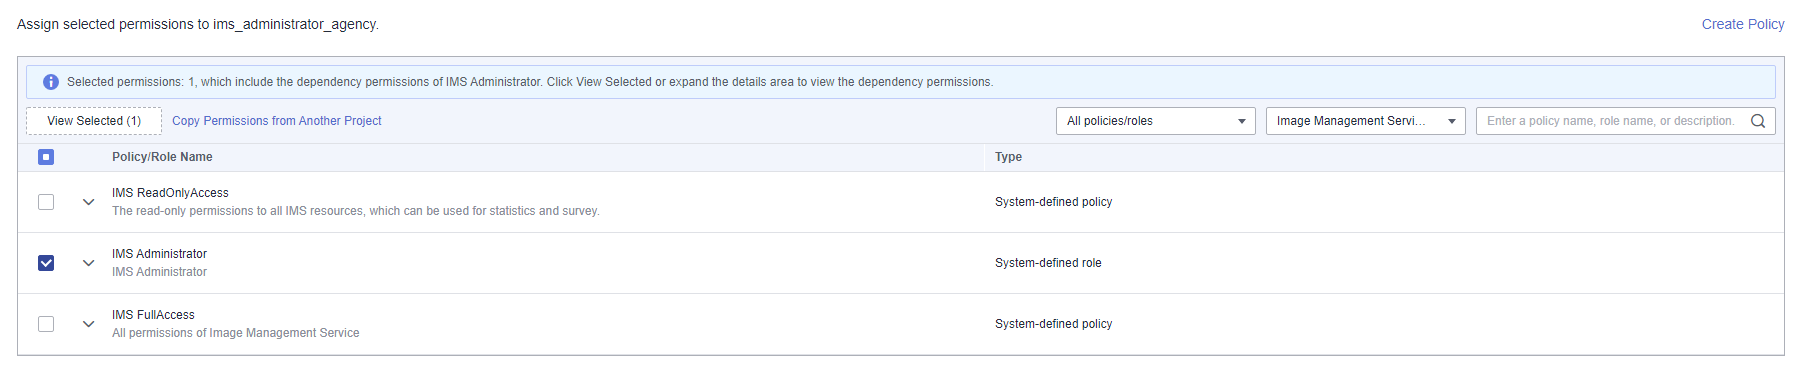 Assign selected permissions to ims_administrator_agency.
Create Policy
Selected permissions: 1, which include the dependency permissions of IMS Administrator. Click View Selected or expand the details area to view the dependency permissions.
View Selected (1)
Copy Permissions from Another Project
All policies/roles
Image Management Servi...
Enter a policy name, role name, or description.
Policy/Role Name
Type
IMS ReadOnlyAccess
The read-only permissions to all IMS resources, which can be used for statistics and survey.
System-defined policy
IMS Administrator
IMS Administrator
System-defined role
IMS FullAccess
All permissions of Image Management Service
System-defined policy